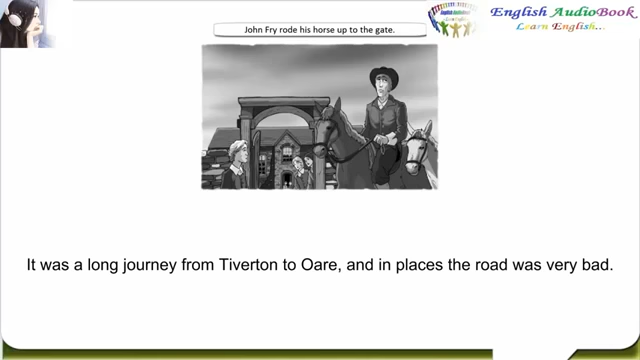 John Fry rode his horse up to the gate.
English AudioBook
Learn English...
It was a long journey from Tiverton to Oare, and in places the road was very bad.